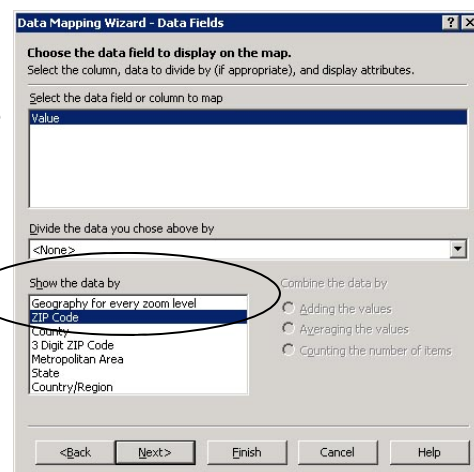 Data Mapping Wizard - Data Fields
Choose the data field to display on the map.
Select the column, data to divide by (if appropriate), and display attributes.
Select the data field or column to map
Value
Divide the data you chose above by
<None>
Show the data by
Geography for every zoom level
ZIP Code
County
3 Digit ZIP Code
Metropolitan Area
State
Country/Region
Combine the data by
Adding the values
Averaging the values
Counting the number of items
<Back Next> Finish Cancel Help